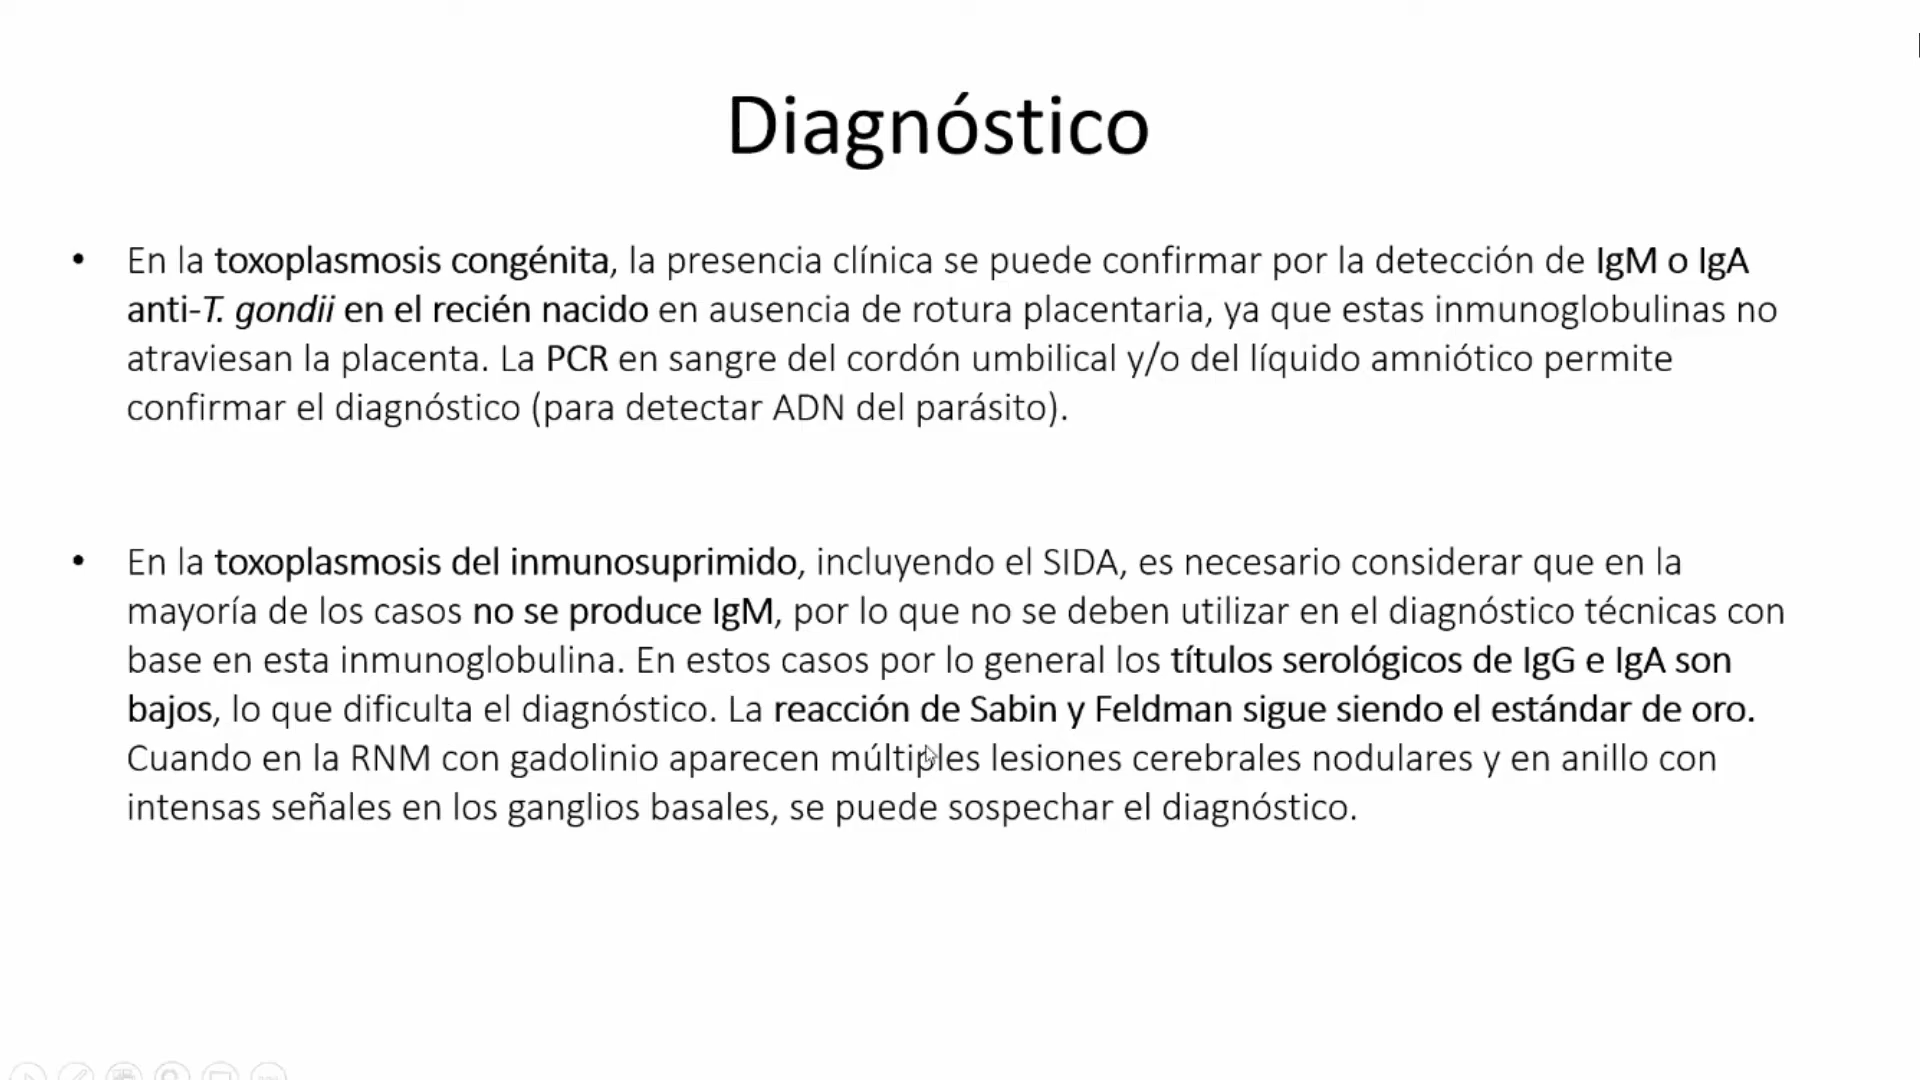 Diagnóstico
• En la toxoplasmosis congénita, la presencia clínica se puede confirmar por la detección de IgM o IgA
anti-T. gondii en el recién nacido en ausencia de rotura placentaria, ya que estas inmunoglobulinas no
atraviesan la placenta. La PCR en sangre del cordón umbilical y/o del líquido amniótico permite
confirmar el diagnóstico (para detectar ADN del parásito).
• En la toxoplasmosis del inmunosuprimido, incluyendo el SIDA, es necesario considerar que en la
mayoría de los casos no se produce IgM, por lo que no se deben utilizar en el diagnóstico técnicas con
base en esta inmunoglobulina. En estos casos por lo general los títulos serológicos de IgG e IgA son
bajos, lo que dificulta el diagnóstico. La reacción de Sabin y Feldman sigue siendo el estándar de oro.
Cuando en la RNM con gadolinio aparecen múltiples lesiones cerebrales nodulares y en anillo con
intensas señales en los ganglios basales, se puede sospechar el diagnóstico.